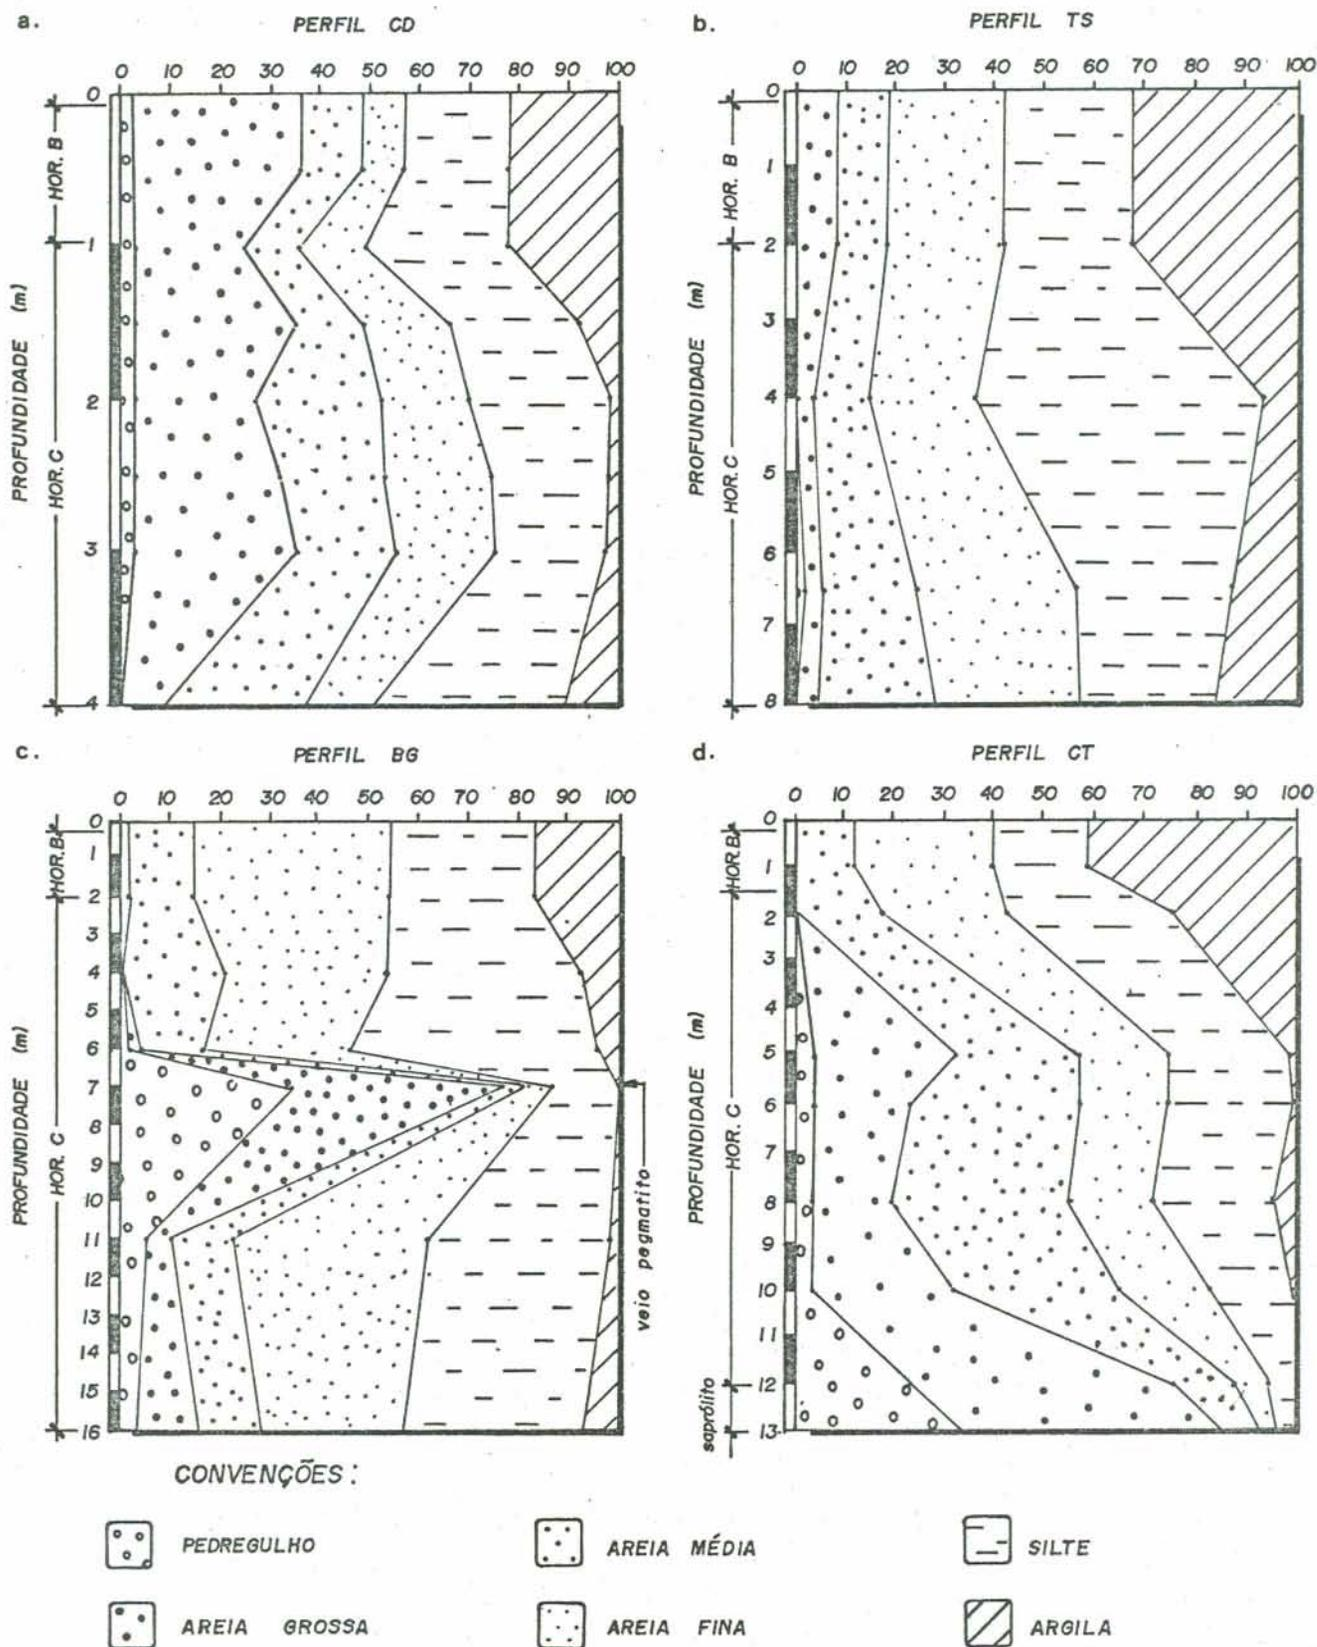 a. PERFIL CD
0 10 20 30 40 50 60 70 80 90 100
0
1
2
3
4
PROFUNDIDADE (m)
HOR. B
HOR. C
b. PERFIL TS
0 10 20 30 40 50 60 70 80 90 100
0
1
2
3
4
5
6
7
8
PROFUNDIDADE (m)
HOR. B
HOR. C
c. PERFIL BG
0 10 20 30 40 50 60 70 80 90 100
0
1
2
3
4
5
6
7
8
9
10
11
12
13
14
15
16
PROFUNDIDADE (m)
HOR. B
HOR. C
veio pegmatito
d. PERFIL CT
0 10 20 30 40 50 60 70 80 90 100
0
1
2
3
4
5
6
7
8
9
10
11
12
13
PROFUNDIDADE (m)
HOR. B
HOR. C
saprólito
CONVENÇÕES:
PEDREGULHO
AREIA MÉDIA
SILTE
AREIA GROSSA
AREIA FINA
ARGILA